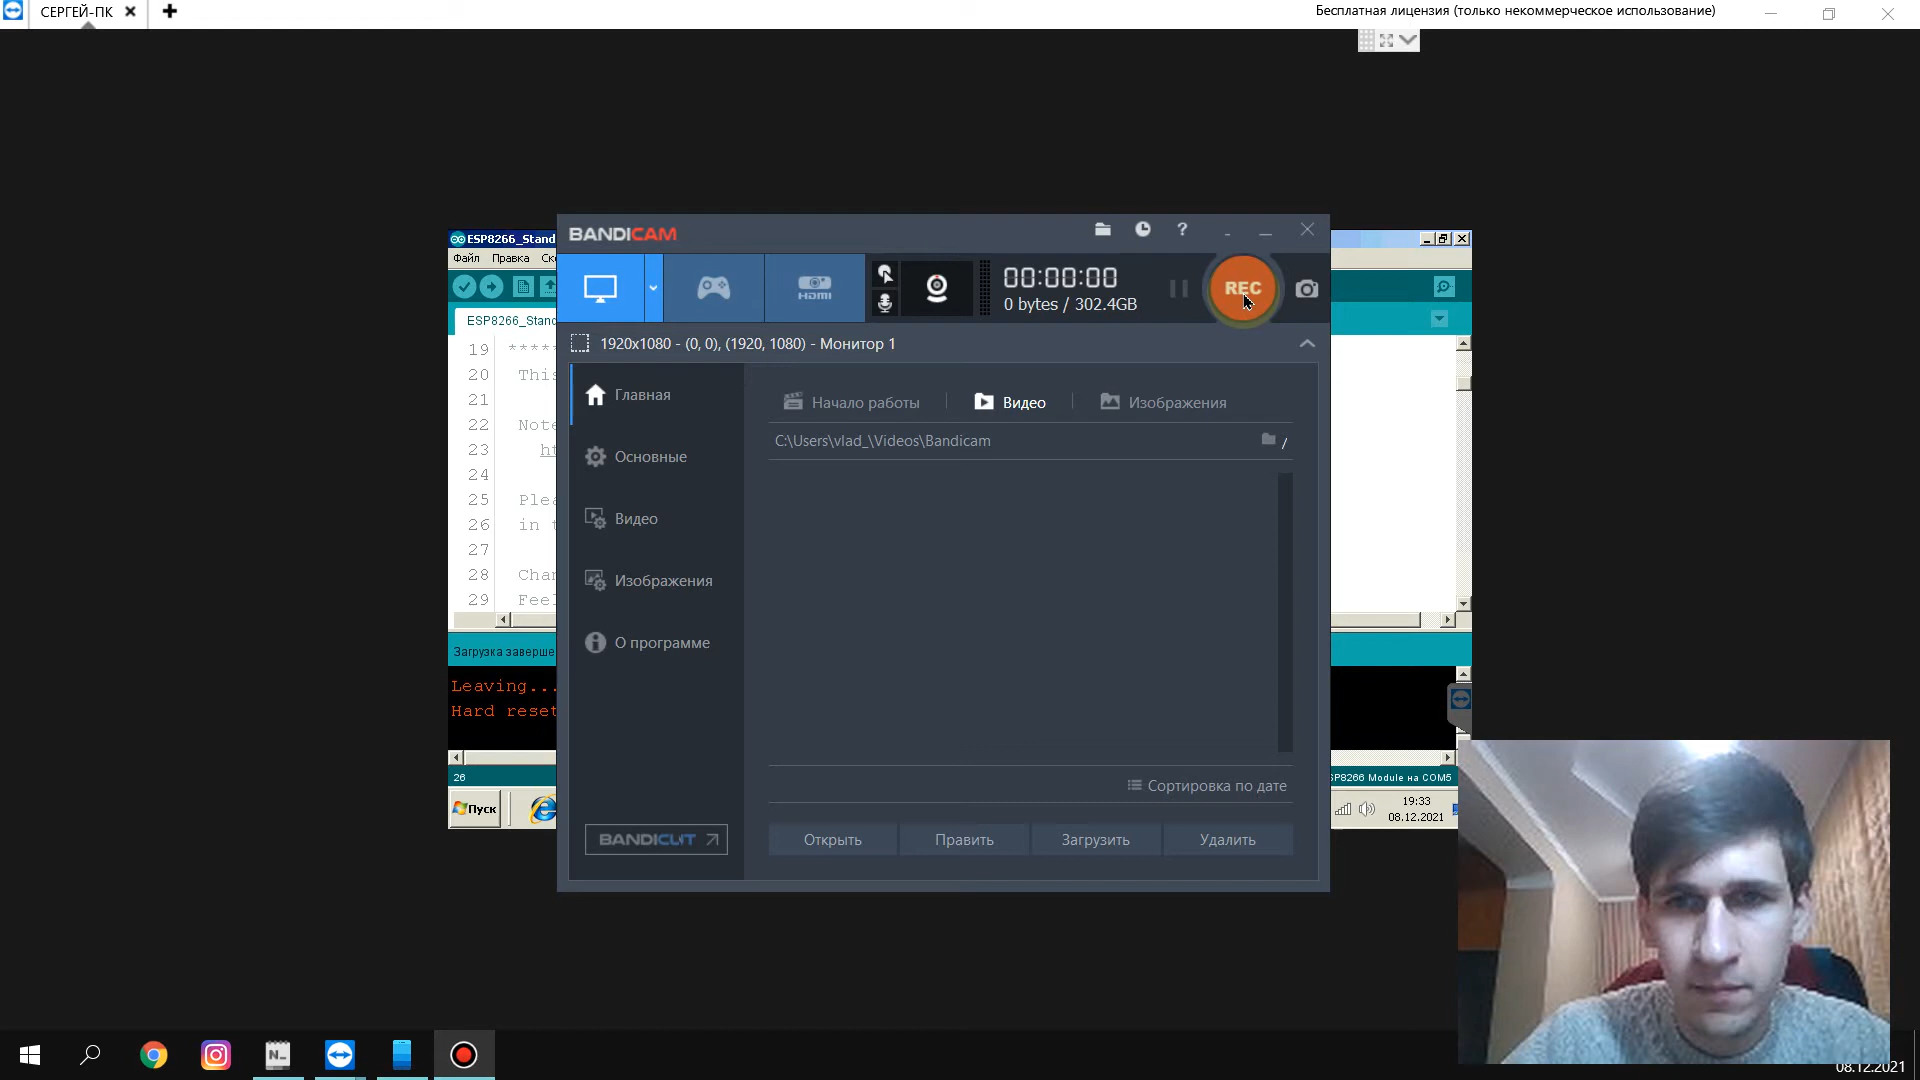 СЕРГЕЙ-ПК
Бесплатная лицензия (только некоммерческое использование)
ESP8266_Stand
Файл Правка Ск
ESP8266_Stand
19 *****
20 This
21
22 Note
23
24
25 Plea
26 in t
27
28 Chan
29 Feel
Загрузка заверше
Leaving...
Hard reset
26
SP8266 Module на COM5
Пуск
19:33
08.12.2021
BANDICAM
?
HDMI
00:00:00
0 bytes / 302.4GB
REC
1920x1080 - (0, 0), (1920, 1080) - Монитор 1
Главная
Основные
Видео
Изображения
О программе
BANDICUT
Начало работы
Видео
Изображения
C:\Users\vlad_\Videos\Bandicam
/
Сортировка по дате
Открыть
Править
Загрузить
Удалить
N_
08.12.2021